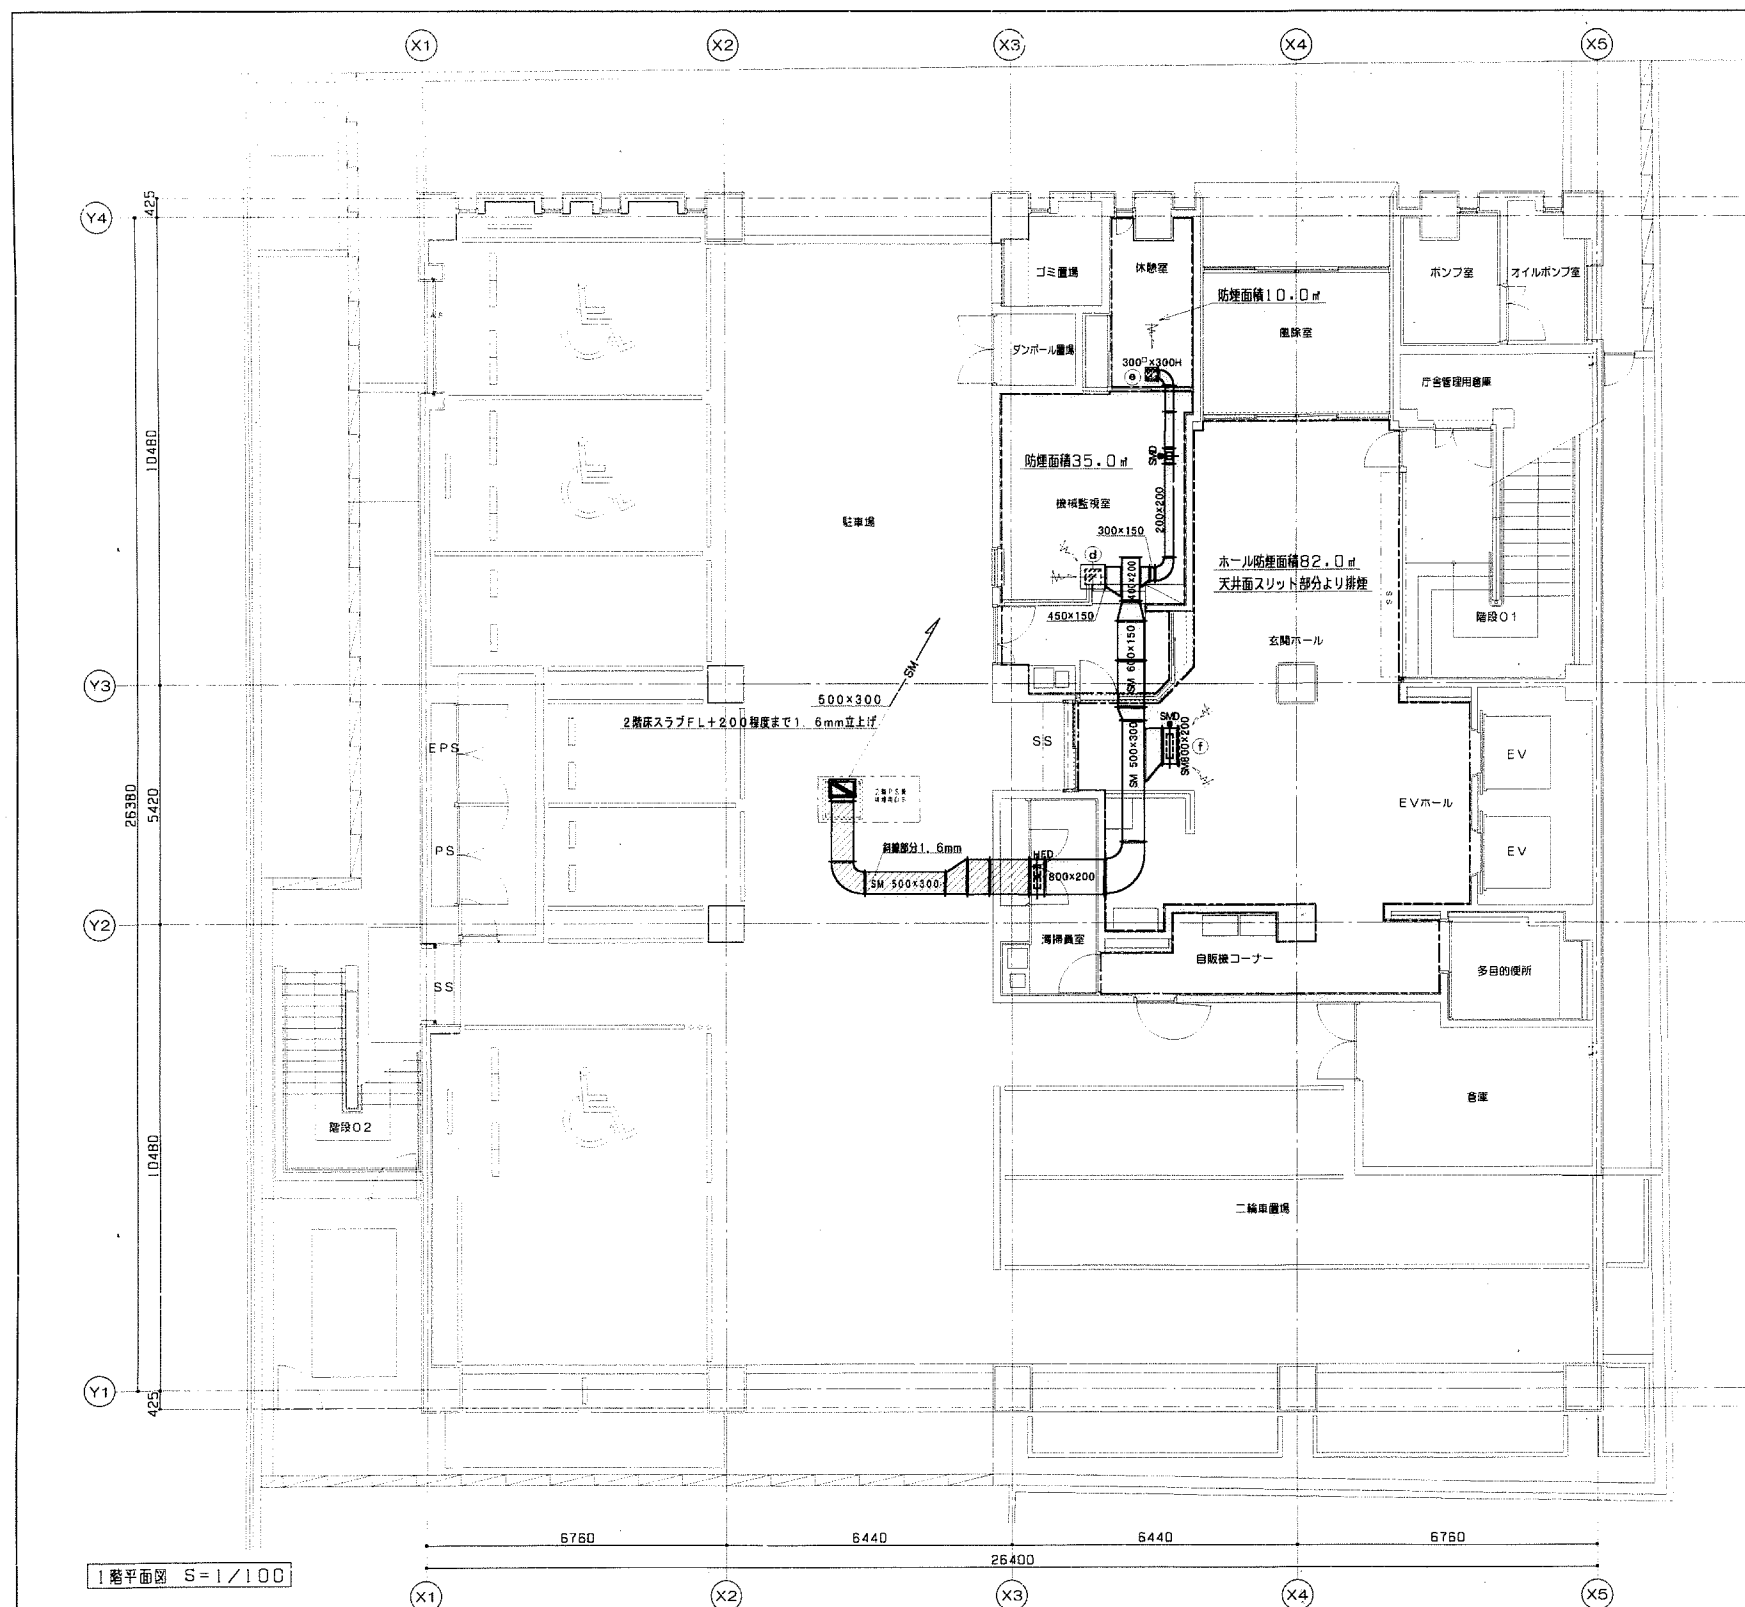 X1
X2
X3
X4
X5
Y4
425
ゴミ置場
休憩室
ポンプ室
オイルポンプ室
防煙面積10.0㎡
風除室
ダンボール置場
300□×300H
e
庁舎管理用倉庫
10480
防煙面積35.0㎡
SMD
機械監視室
200×200
駐車場
300×150
d
400×200
450×150
ホール防煙面積82.0㎡
天井面スリット部分より排煙
SS
階段01
玄関ホール
SM 600×150
SM
Y3
500×300
2階床スラブFL+200程度まで1.6mm立上げ
SMD
SM800×200
f
SM 500×300
SS
EPS
EV
26380
5420
EVホール
PS
斜線部分1.6mm
HFD
EV
SM 500×300
800×200
Y2
清掃員室
自販機コーナー
多目的便所
SS
倉庫
階段02
10480
二輪車置場
Y1
425
6760
6440
6440
6760
26400
1階平面図 S=1/100
X1
X2
X3
X4
X5